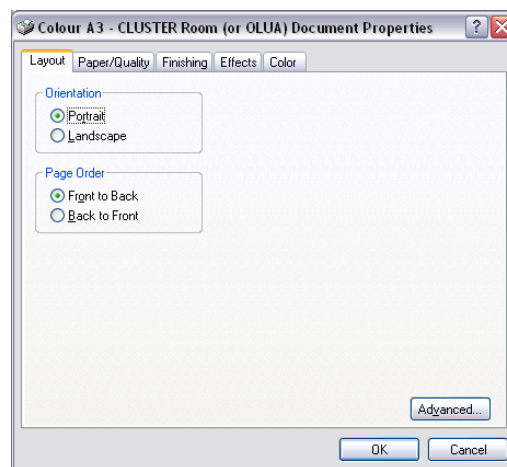 Colour A3 - CLUSTER Room (or OLUA) Document Properties
Layout Paper/Quality Finishing Effects Color
Orientation
Portrait
Landscape
Page Order
Front to Back
Back to Front
Advanced...
OK Cancel